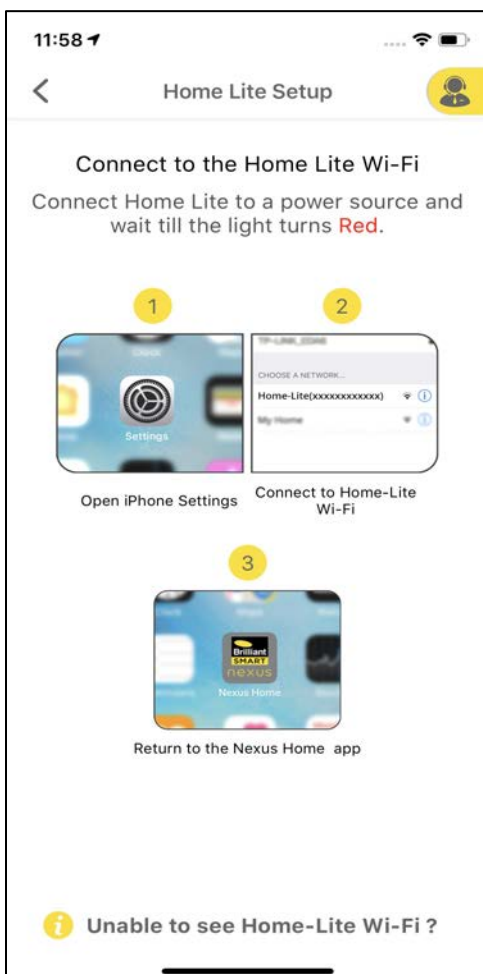 11:58
Home Lite Setup
Connect to the Home Lite Wi-Fi
Connect Home Lite to a power source and
wait till the light turns Red.
1
2
Settings
TP-LINK_
CHOOSE A NETWORK...
Home-Lite(xxxxxxxxxxxx)
My Home
Open iPhone Settings
Connect to Home-Lite
Wi-Fi
3
Brilliant
SMART
nexus
Nexus Home
Return to the Nexus Home app
Unable to see Home-Lite Wi-Fi ?